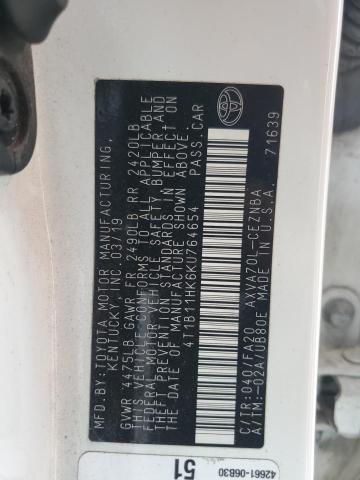 MFD.BY:TOYOTA MOTOR MANUFACTURING,
KENTUCKY, INC. 03/19
GVWR 4475LB GAWR FR 2490LB RR 2420LB
THIS VEHICLE CONFORMS TO ALL APPLICABLE
FEDERAL MOTOR VEHICLE SAFETY BUMPER, AND
THEFT PREVENTION STANDARDS IN EFFECT ON
THE DATE OF MANUFACTURE SHOWN ABOVE.
4T1B11HK6KU764654 PASS.CAR
C/TR:040/FA20 AXVA70L-CEZNBA
A/TM:-02A/UB80E MADE IN U.S.A.
71639
42661-06B30
51